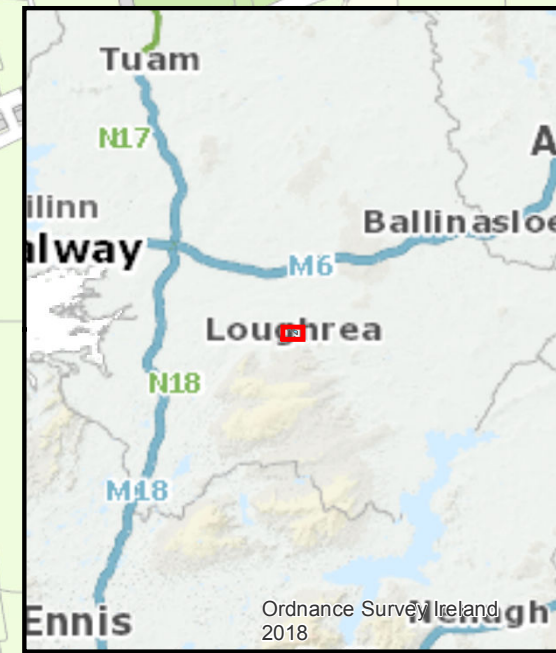 Tuam
N17
A
ilinn
Ballinasloe
alway
M6
Loughrea
N18
M18
Ordnance Survey Ireland
2018
Ennis
Nenagh